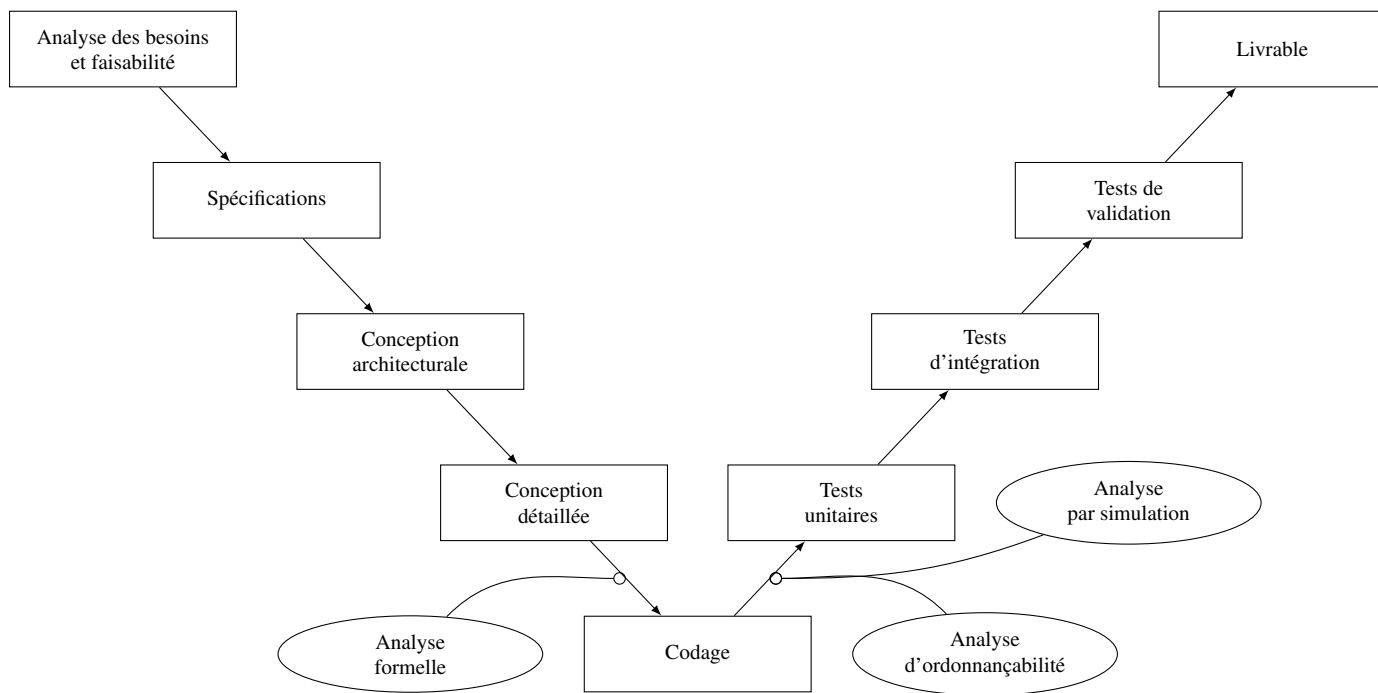 Analyse des besoins
et faisabilité
Livrable
Spécifications
Tests de
validation
Conception
architecturale
Tests
d'intégration
Conception
détaillée
Tests
unitaires
Analyse
par simulation
Analyse
formelle
Codage
Analyse
d'ordonnançabilité